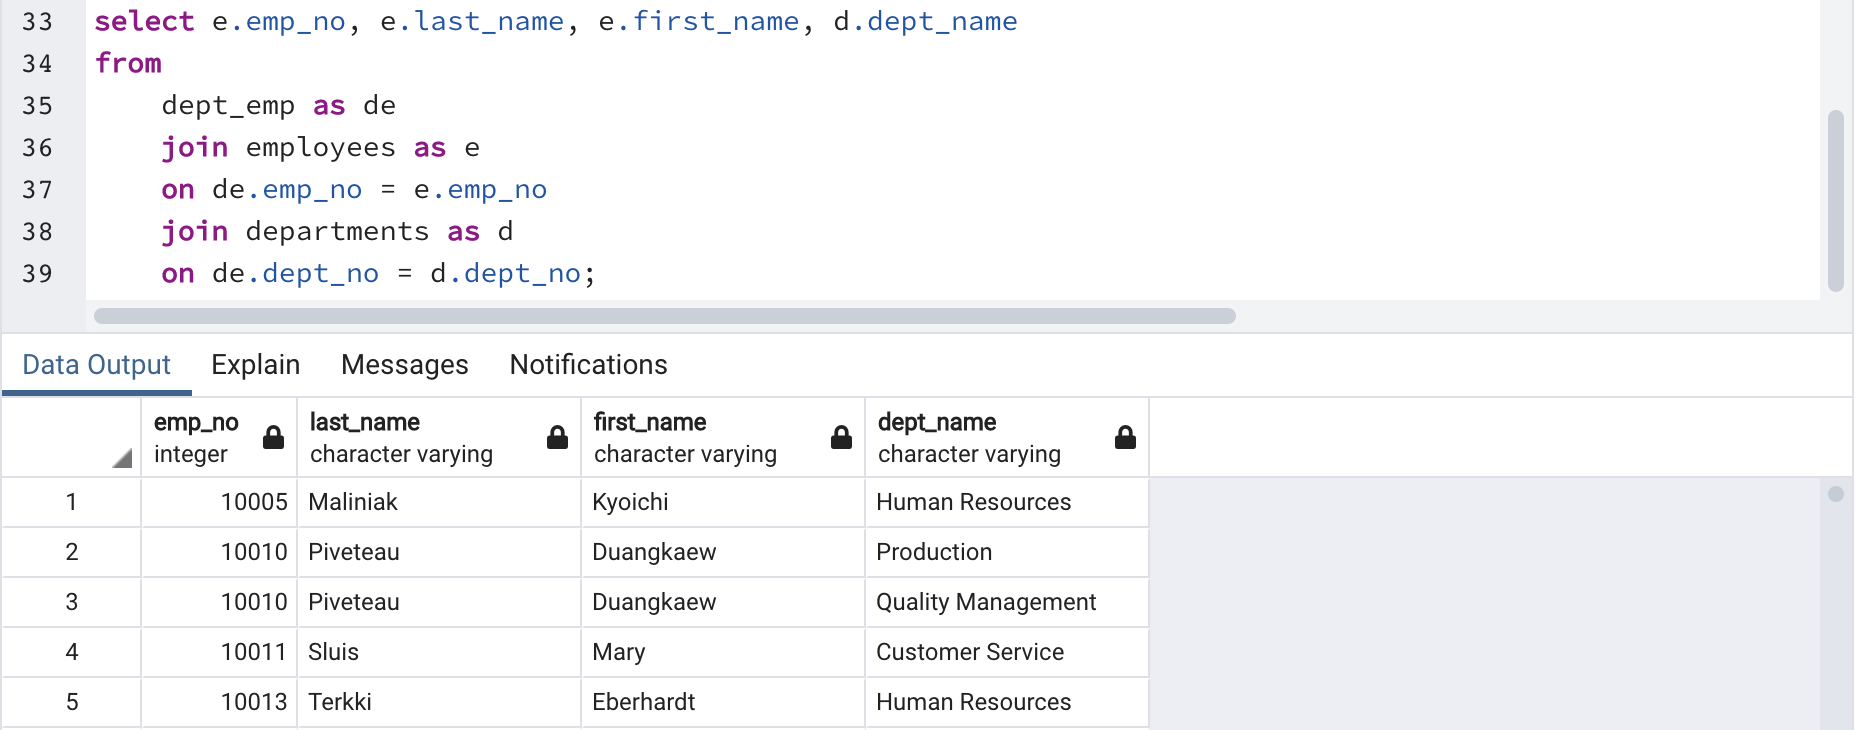 33 select e.emp_no, e.last_name, e.first_name, d.dept_name
34 from
35 dept_emp as de
36 join employees as e
37 on de.emp_no = e.emp_no
38 join departments as d
39 on de.dept_no = d.dept_no;
Data Output Explain Messages Notifications
emp_no last_name first_name dept_name
integer character varying character varying character varying
1 10005 Maliniak Kyoichi Human Resources
2 10010 Piveteau Duangkaew Production
3 10010 Piveteau Duangkaew Quality Management
4 10011 Sluis Mary Customer Service
5 10013 Terkki Eberhardt Human Resources